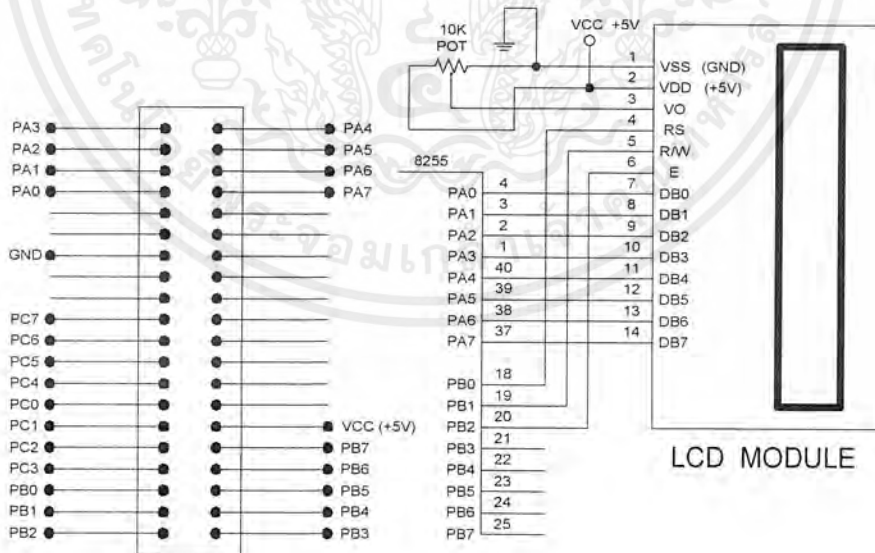 10K
POT
VCC +5V
1 VSS (GND)
2 VDD (+5V)
3 VO
4 RS
5 R/W
6 E
7 DB0
8 DB1
9 DB2
10 DB3
11 DB4
12 DB5
13 DB6
14 DB7
LCD MODULE
8255
PA0 4
PA1 3
PA2 2
PA3 1
PA4 40
PA5 39
PA6 38
PA7 37
PB0 18
PB1 19
PB2 20
PB3 21
PB4 22
PB5 23
PB6 24
PB7 25
PA3 PA4
PA2 PA5
PA1 PA6
PA0 PA7
GND
PC7
PC6
PC5
PC4
PC0
PC1 VCC (+5V)
PC2 PB7
PC3 PB6
PB0 PB5
PB1 PB4
PB2 PB3